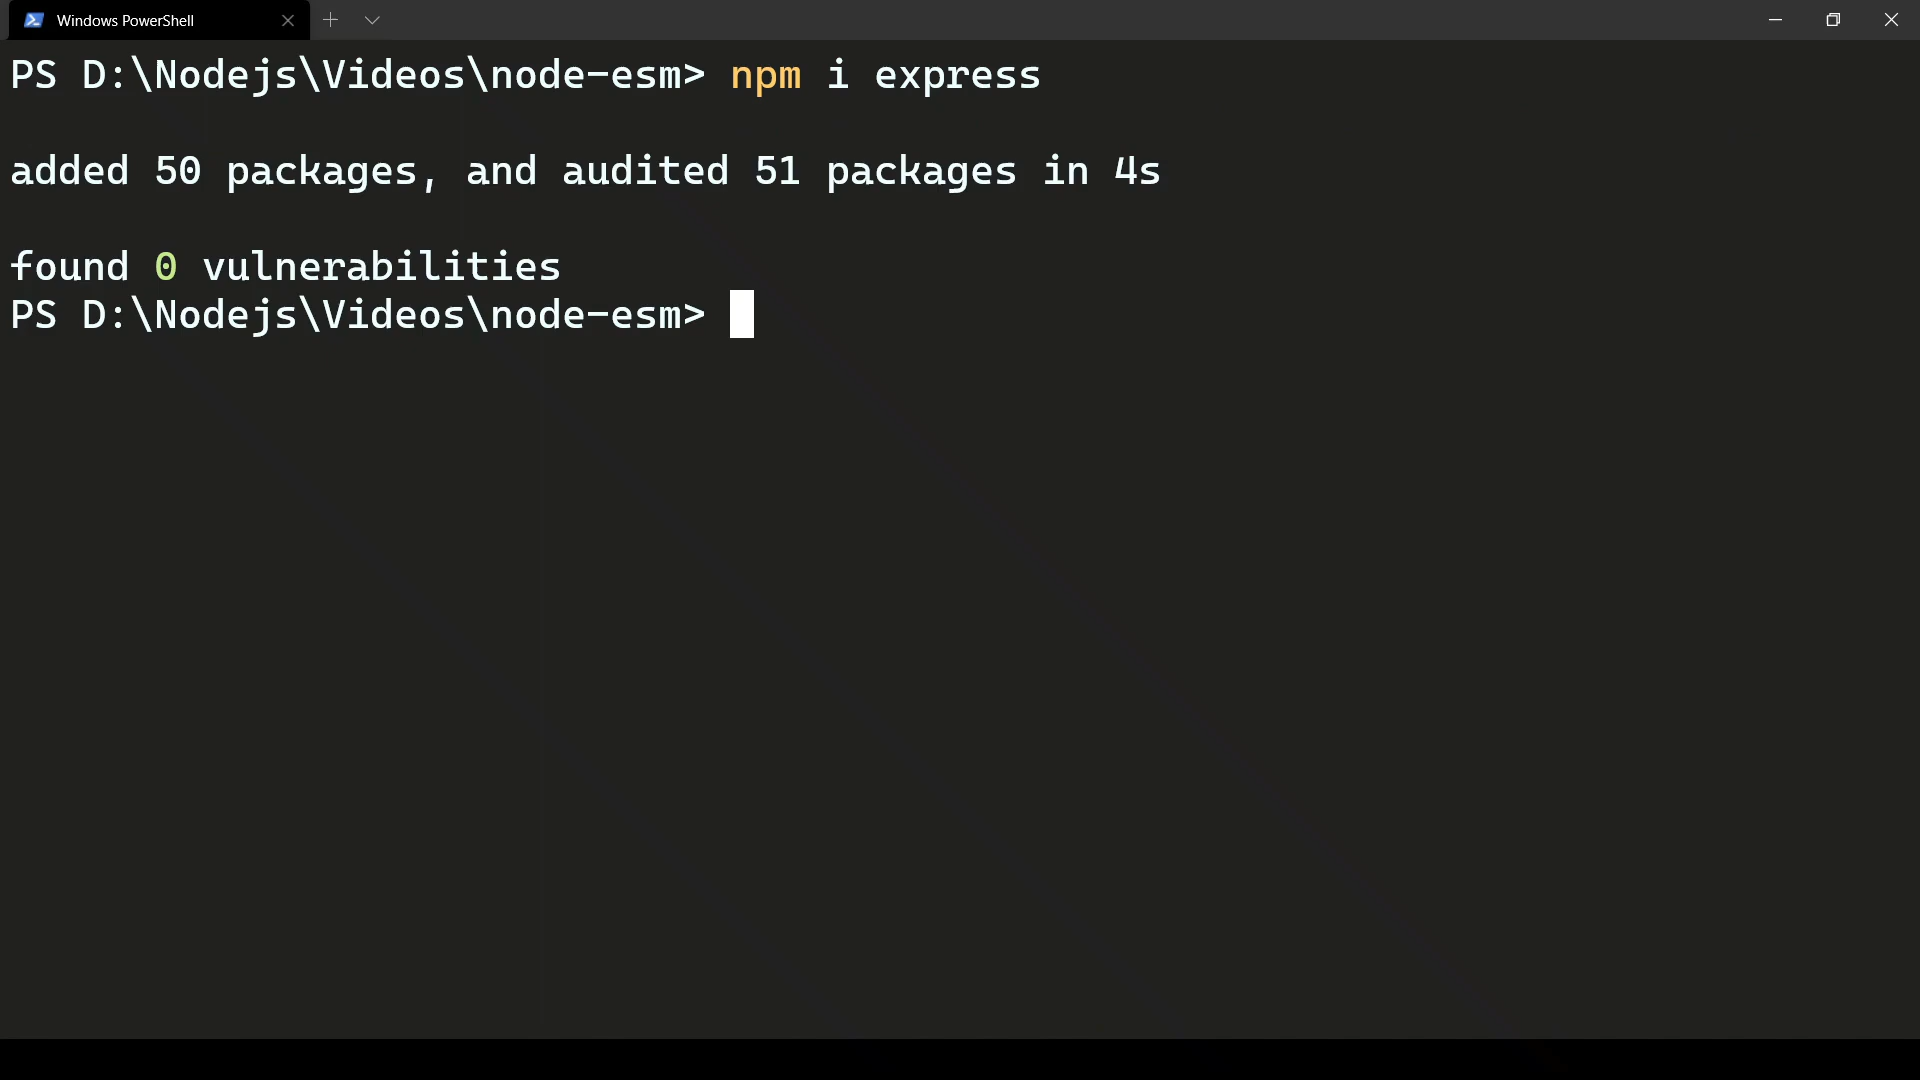 Windows PowerShell
PS D:\Nodejs\Videos\node-esm> npm i express
added 50 packages, and audited 51 packages in 4s
found 0 vulnerabilities
PS D:\Nodejs\Videos\node-esm>